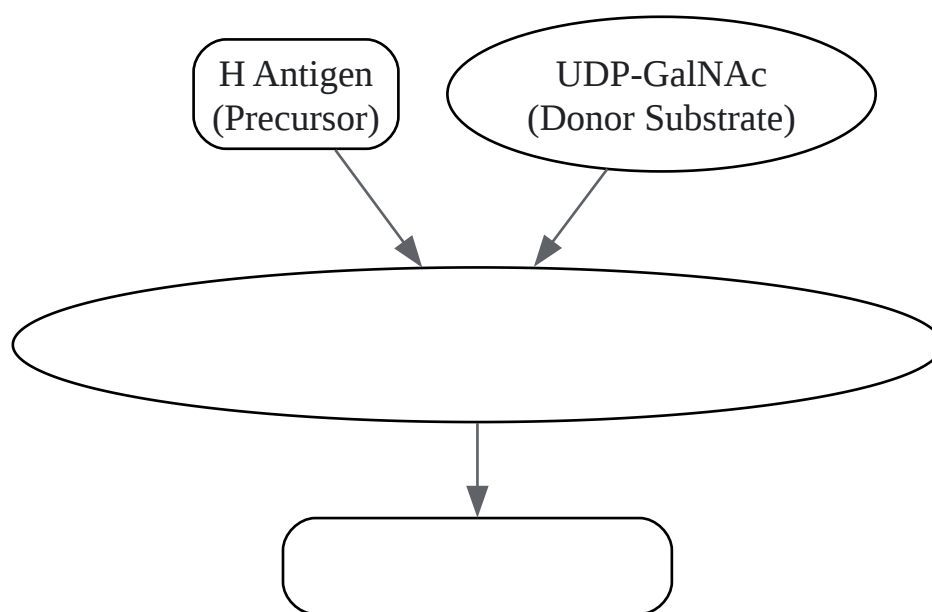 H Antigen
(Precursor)
UDP-GalNAc
(Donor Substrate)